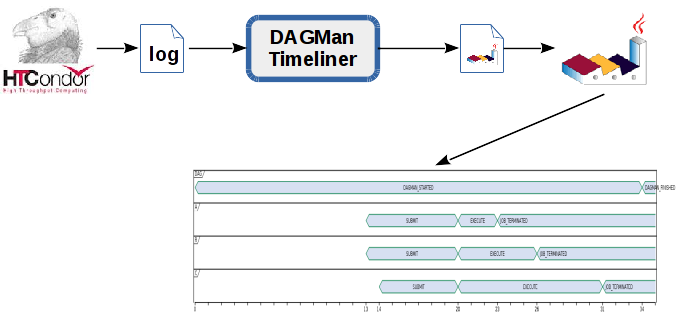 HTCondor
High Throughput Computing
log
DAGMan
Timeliner
DAG
DAGMAN_STARTED
DAGMAN_FINISHED
A
SUBMIT
EXECUTE
JOB_TERMINATED
B
SUBMIT
EXECUTE
JOB_TERMINATED
C
SUBMIT
EXECUTE
JOB_TERMINATED
0 13 14 20 23 26 31 34